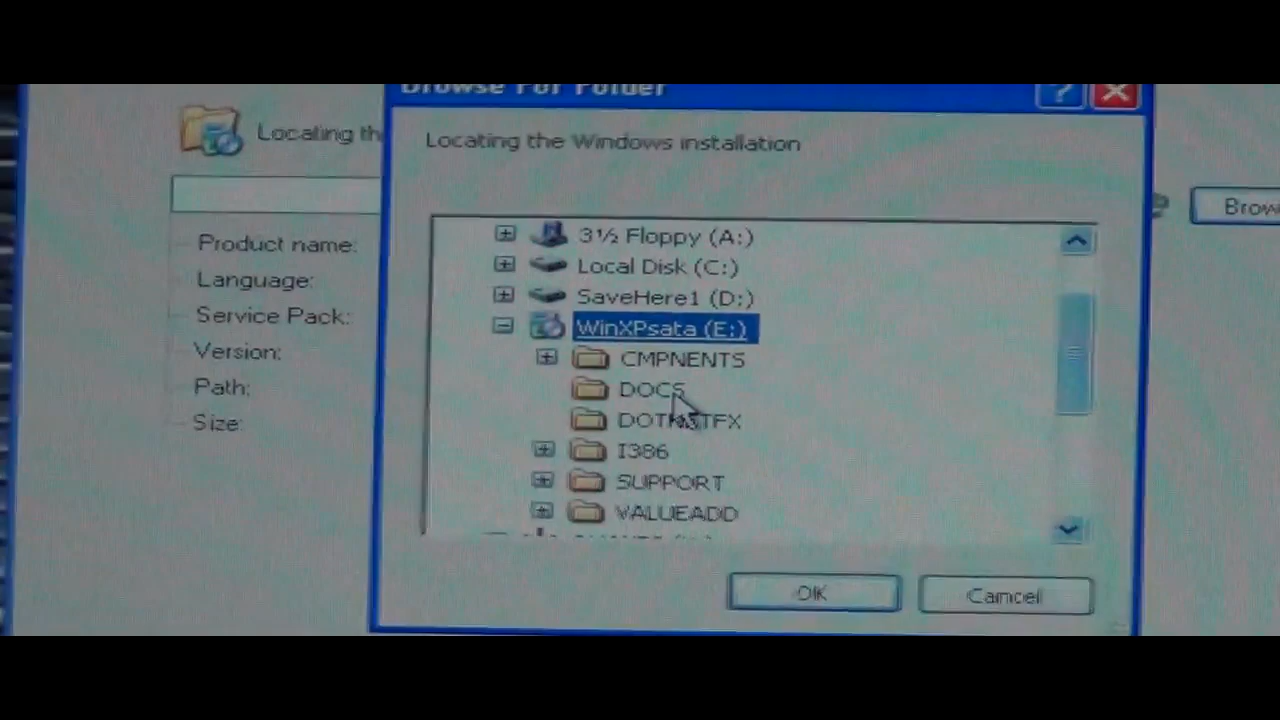 Browse For Folder
?
Locating th
Locating the Windows installation
Brow
Product name:
Language:
Service Pack:
Version:
Path:
Size:
3½ Floppy (A:)
Local Disk (C:)
SaveHere1 (D:)
WinXPsata (E:)
CMPNENTS
DOCS
DOTNETFX
I386
SUPPORT
VALUEADD
OK
Cancel